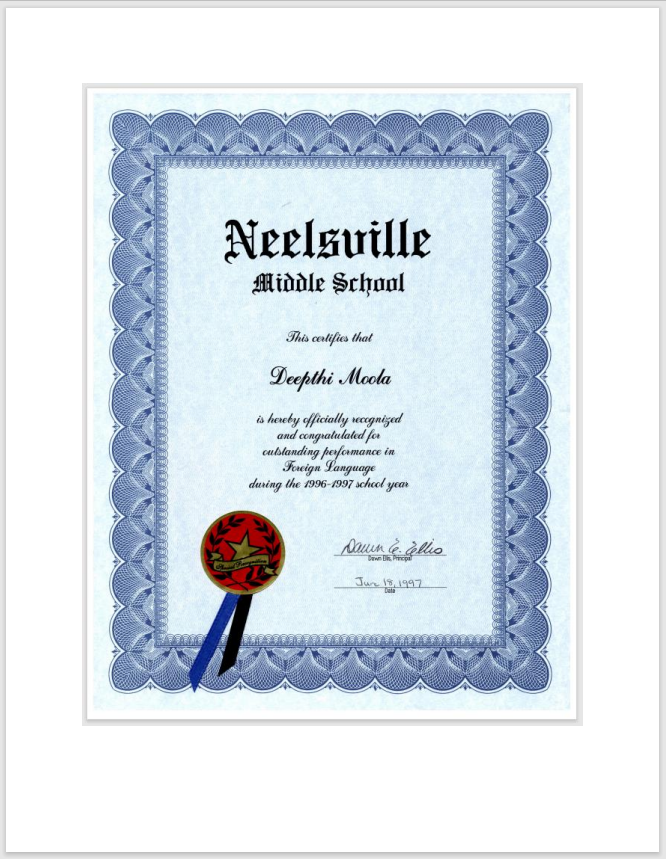 Neelsville
Middle School
This certifies that
Deepthi Moola
is hereby officially recognized
and congratulated for
outstanding performance in
Foreign Language
during the 1996-1997 school year
Dawn E. Ellis
Dawn Ellis, Principal
Jun 18, 1997
Date